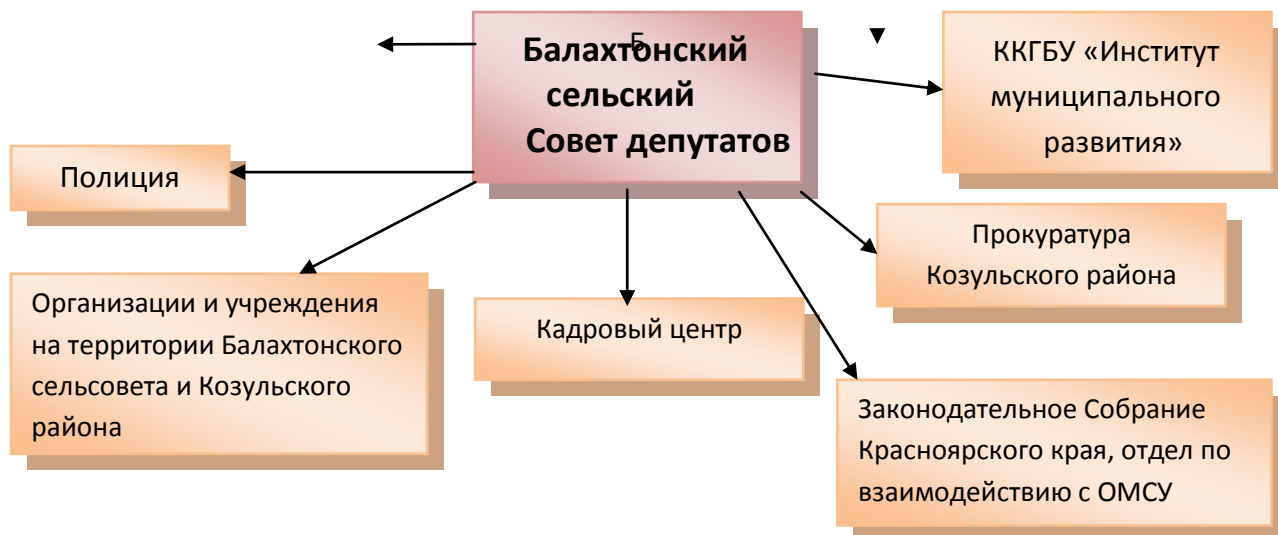 Б
Балахтонский
сельский
Совет депутатов
ККГБУ «Институт
муниципального
развития»
Полиция
Прокуратура
Козульского района
Организации и учреждения
на территории Балахтонского
сельсовета и Козульского
района
Кадровый центр
Законодательное Собрание
Красноярского края, отдел по
взаимодействию с ОМСУ